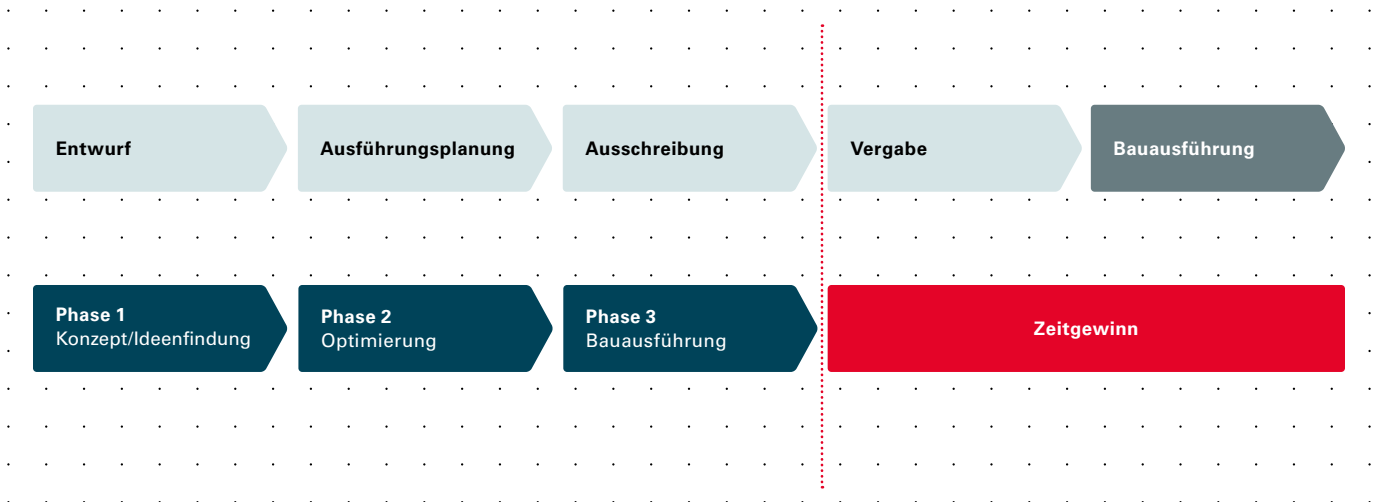 Entwurf
Ausführungsplanung
Ausschreibung
Vergabe
Bauausführung
Phase 1
Konzept/Ideenfindung
Phase 2
Optimierung
Phase 3
Bauausführung
Zeitgewinn